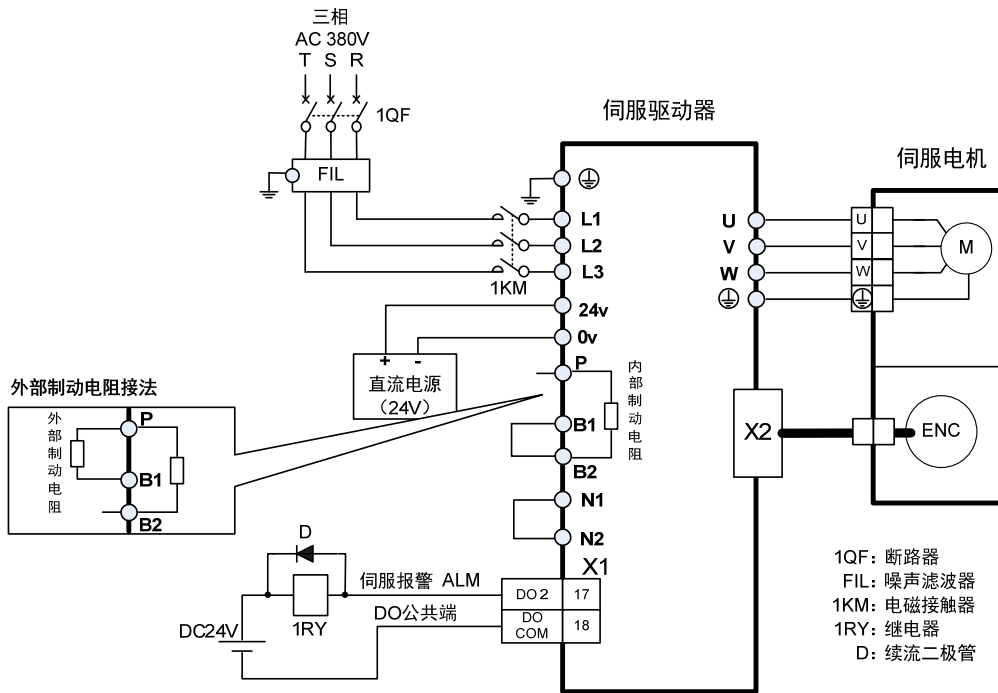 三相
AC 380V
T S R
1QF
FIL
伺服驱动器
伺服电机
L1
L2
L3
1KM
24v
0v
+ -
直流电源
（24V）
P
B1
B2
内部制动电阻
N1
N2
U
V
W
U
V
W
M
X2
ENC
外部制动电阻接法
外部制动电阻
P
B1
B2
X1
D
伺服报警 ALM
DO公共端
1RY
DC24V
DO 2 17
DO COM 18
1QF：断路器
FIL：噪声滤波器
1KM：电磁接触器
1RY：继电器
D：续流二极管